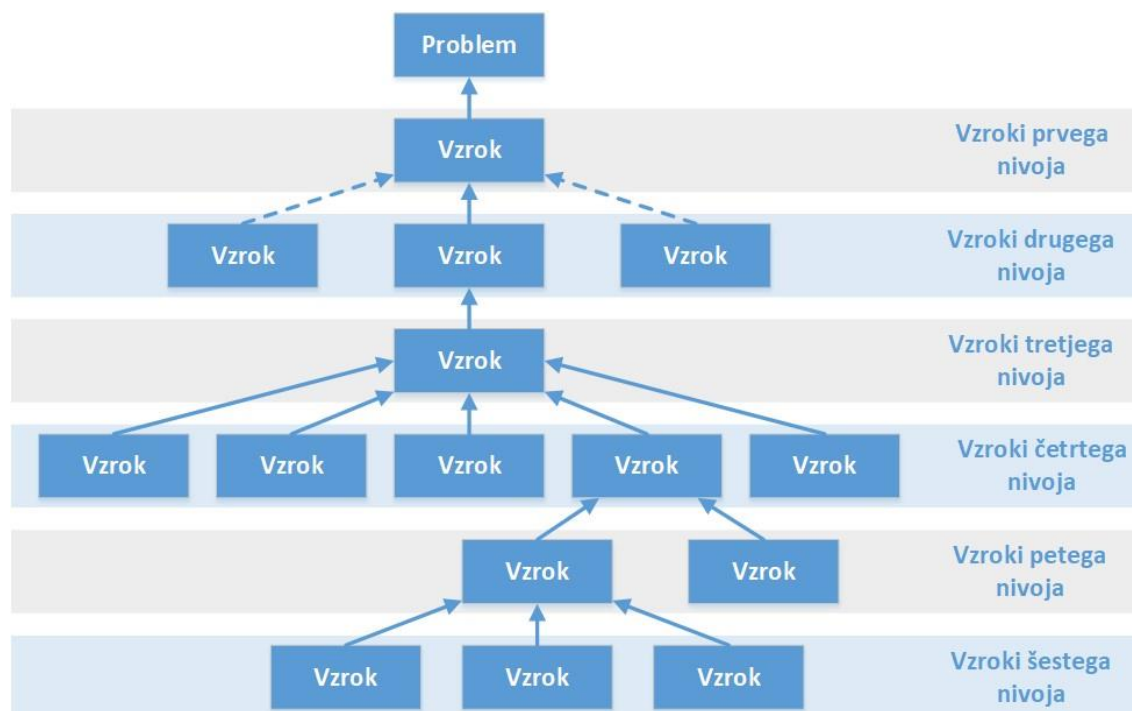 Problem
Vzrok
Vzroki prvega
nivoja
Vzrok
Vzrok
Vzrok
Vzroki drugega
nivoja
Vzrok
Vzroki tretjega
nivoja
Vzrok
Vzrok
Vzrok
Vzrok
Vzrok
Vzroki četrtega
nivoja
Vzrok
Vzrok
Vzroki petega
nivoja
Vzrok
Vzrok
Vzrok
Vzroki šestega
nivoja